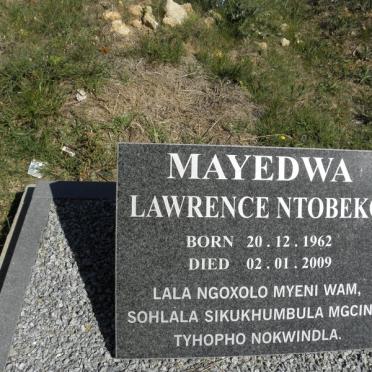 MAYEDWA
LAWRENCE NTOBEKO
BORN 20.12.1962
DIED 02.01.2009
LALA NGOXOLO MYENI WAM,
SOHLALA SIKUKHUMBULA MGCIN
TYHOPHO NOKWINDLA.